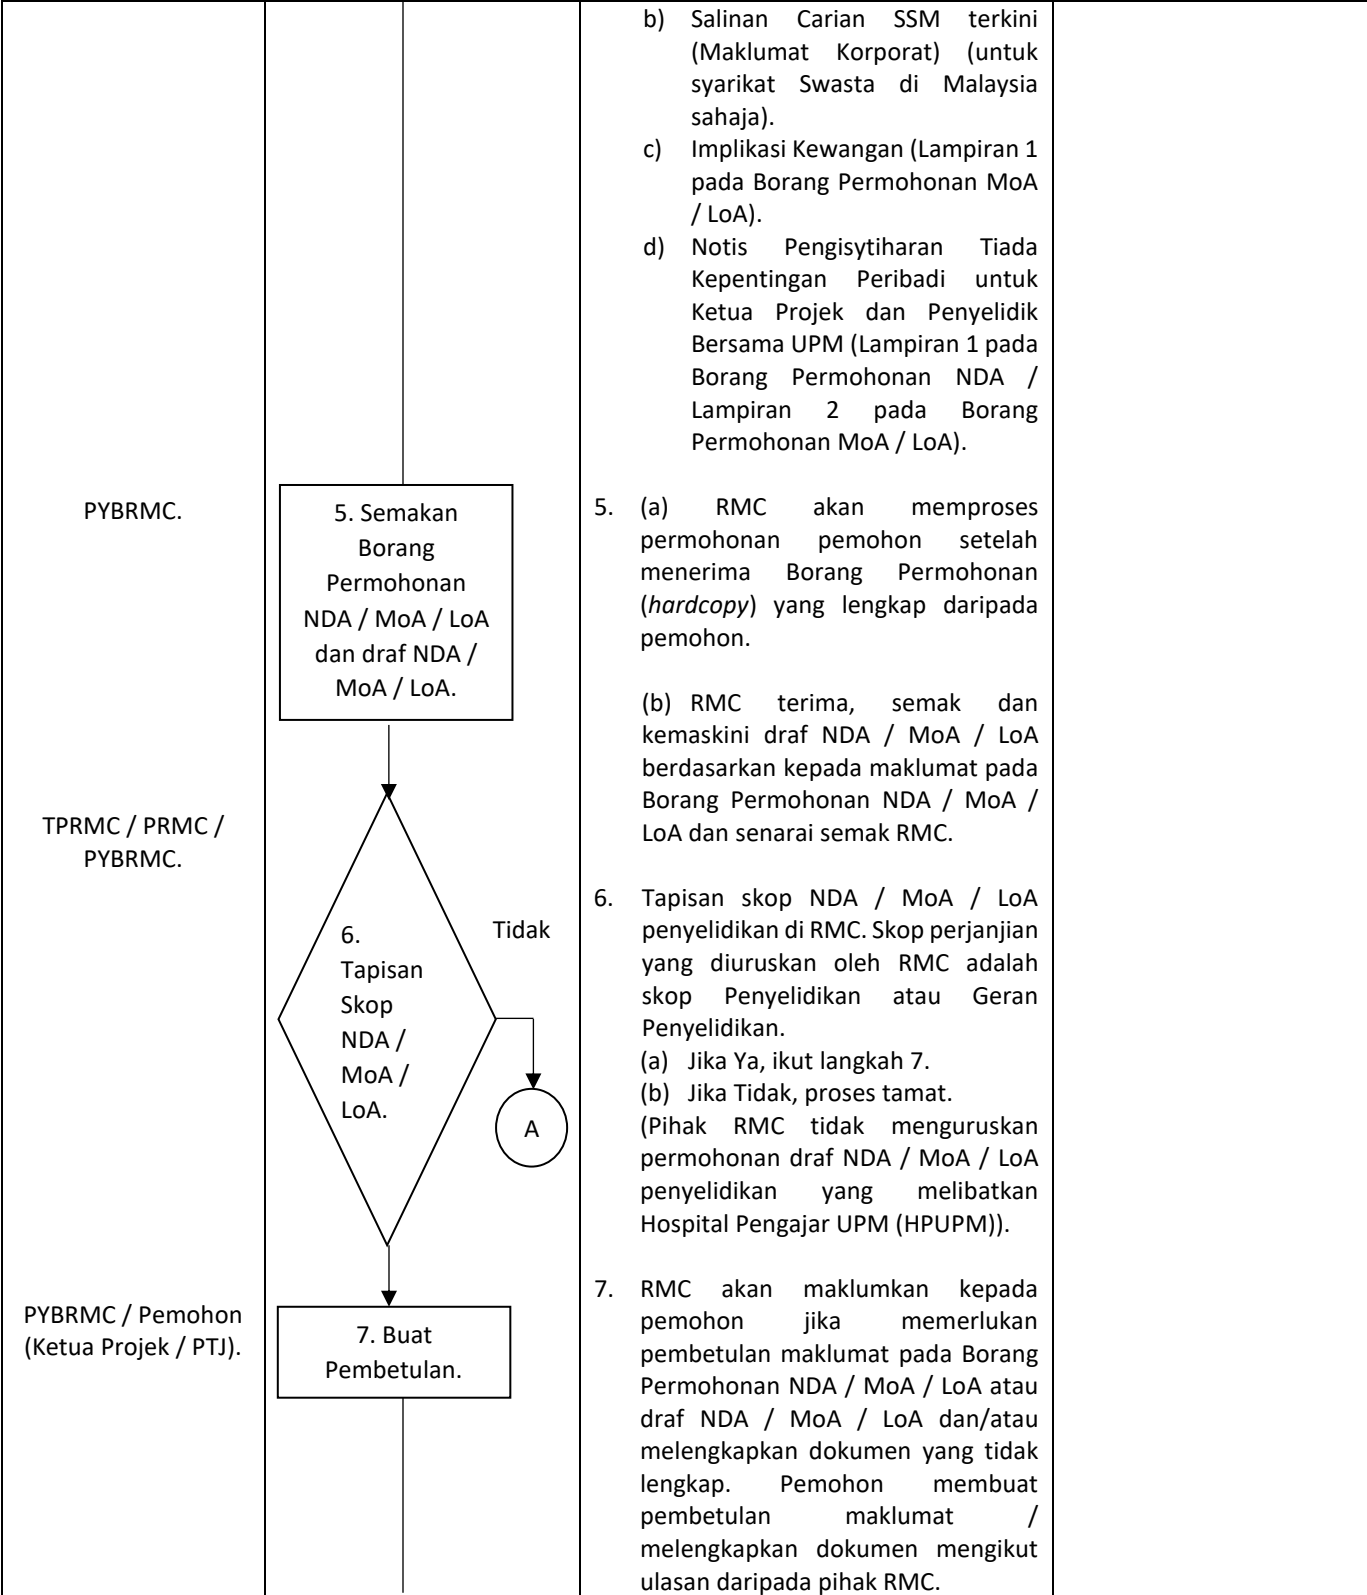 b) Salinan Carian SSM terkini
(Maklumat Korporat) (untuk
syarikat Swasta di Malaysia
sahaja).
c) Implikasi Kewangan (Lampiran 1
pada Borang Permohonan MoA
/ LoA).
d) Notis Pengisytiharan Tiada
Kepentingan Peribadi untuk
Ketua Projek dan Penyelidik
Bersama UPM (Lampiran 1 pada
Borang Permohonan NDA /
Lampiran 2 pada Borang
Permohonan MoA / LoA).
PYBRMC.
5. Semakan
Borang
Permohonan
NDA / MoA / LoA
dan draf NDA /
MoA / LoA.
5. (a) RMC akan memproses
permohonan pemohon setelah
menerima Borang Permohonan
(hardcopy) yang lengkap daripada
pemohon.
(b) RMC terima, semak dan
kemaskini draf NDA / MoA / LoA
berdasarkan kepada maklumat pada
Borang Permohonan NDA / MoA /
LoA dan senarai semak RMC.
TPRMC / PRMC /
PYBRMC.
6.
Tapisan
Skop
NDA /
MoA /
LoA.
Tidak
A
6. Tapisan skop NDA / MoA / LoA
penyelidikan di RMC. Skop perjanjian
yang diuruskan oleh RMC adalah
skop Penyelidikan atau Geran
Penyelidikan.
(a) Jika Ya, ikut langkah 7.
(b) Jika Tidak, proses tamat.
(Pihak RMC tidak menguruskan
permohonan draf NDA / MoA / LoA
penyelidikan yang melibatkan
Hospital Pengajar UPM (HPUPM)).
PYBRMC / Pemohon
(Ketua Projek / PTJ).
7. Buat
Pembetulan.
7. RMC akan maklumkan kepada
pemohon jika memerlukan
pembetulan maklumat pada Borang
Permohonan NDA / MoA / LoA atau
draf NDA / MoA / LoA dan/atau
melengkapkan dokumen yang tidak
lengkap. Pemohon membuat
pembetulan maklumat /
melengkapkan dokumen mengikut
ulasan daripada pihak RMC.